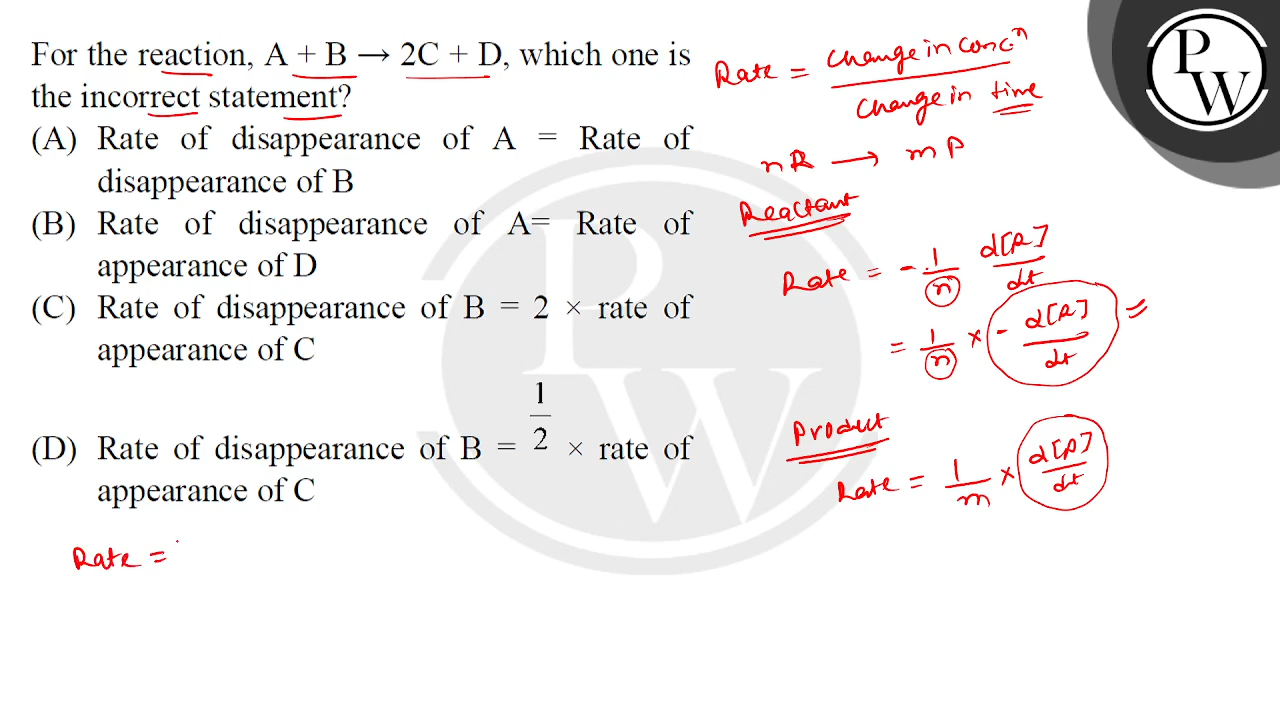 For the reaction, A + B → 2C + D, which one is
the incorrect statement?
(A) Rate of disappearance of A = Rate of
disappearance of B
(B) Rate of disappearance of A= Rate of
appearance of D
(C) Rate of disappearance of B = 2 × rate of
appearance of C
(D) Rate of disappearance of B = 1/2 × rate of
appearance of C
Rate =
Rate = Change in concⁿ / Change in time
nR → mP
Reactant
Rate = - 1/n d[R]/dt
= 1/n × - d[R]/dt =
Product
Rate = 1/m × d[P]/dt
P
W
P
W